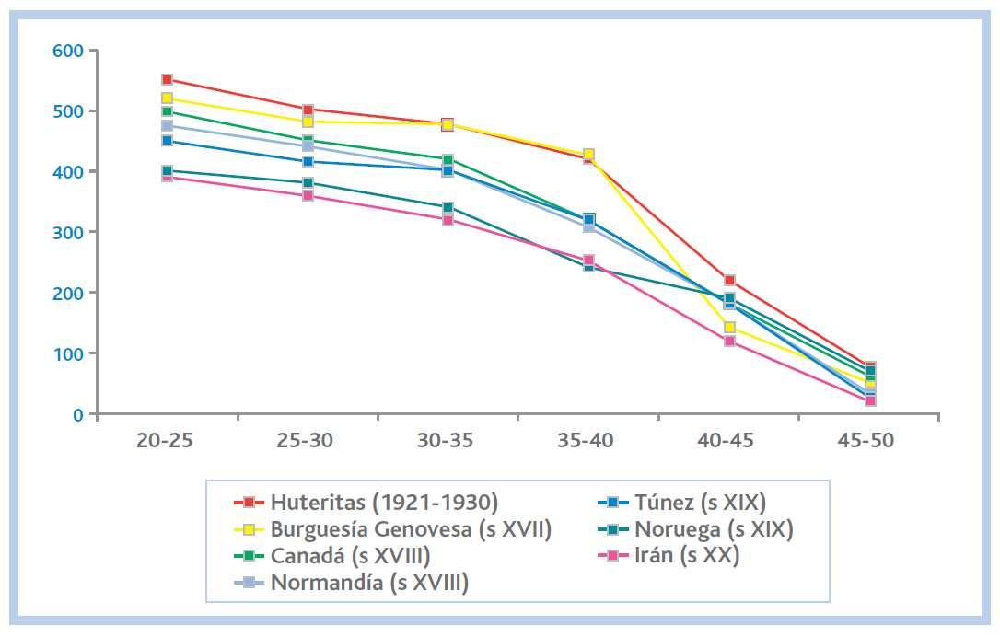 600
500
400
300
200
100
0
20-25 25-30 30-35 35-40 40-45 45-50
Huteritas (1921-1930)
Burguesía Genovesa (s XVII)
Canadá (s XVIII)
Normandía (s XVIII)
Túnez (s XIX)
Noruega (s XIX)
Irán (s XX)